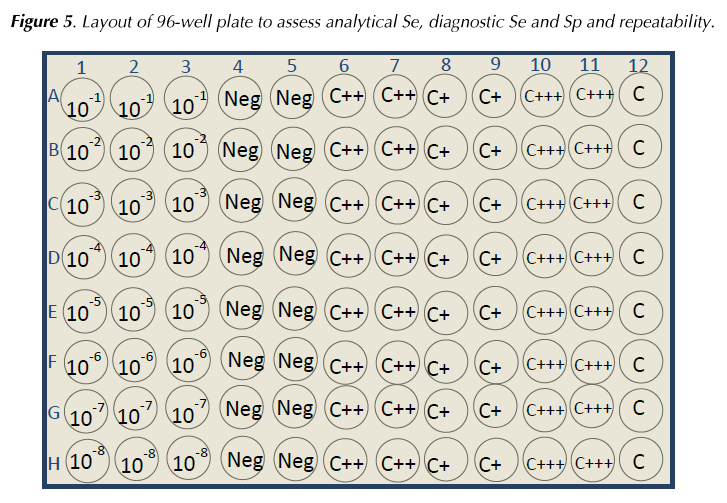 Figure 5. Layout of 96-well plate to assess analytical Se, diagnostic Se and Sp and repeatability.
1 2 3 4 5 6 7 8 9 10 11 12
A 10⁻¹ 10⁻¹ 10⁻¹ Neg Neg C++ C++ C+ C+ C+++ C+++ C
B 10⁻² 10⁻² 10⁻² Neg Neg C++ C++ C+ C+ C+++ C+++ C
C 10⁻³ 10⁻³ 10⁻³ Neg Neg C++ C++ C+ C+ C+++ C+++ C
D 10⁻⁴ 10⁻⁴ 10⁻⁴ Neg Neg C++ C++ C+ C+ C+++ C+++ C
E 10⁻⁵ 10⁻⁵ 10⁻⁵ Neg Neg C++ C++ C+ C+ C+++ C+++ C
F 10⁻⁶ 10⁻⁶ 10⁻⁶ Neg Neg C++ C++ C+ C+ C+++ C+++ C
G 10⁻⁷ 10⁻⁷ 10⁻⁷ Neg Neg C++ C++ C+ C+ C+++ C+++ C
H 10⁻⁸ 10⁻⁸ 10⁻⁸ Neg Neg C++ C++ C+ C+ C+++ C+++ C